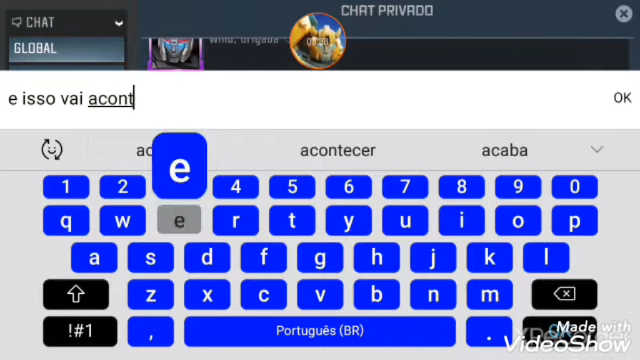 CHAT
CHAT PRIVADO
GLOBAL
e isso vai acont
OK
acontecer
acaba
e
1 2 4 5 6 7 8 9 0
q w e r t y u i o p
a s d f g h j k l
z x c v b n m
!#1 , Português (BR) .
Made with
VideoShow